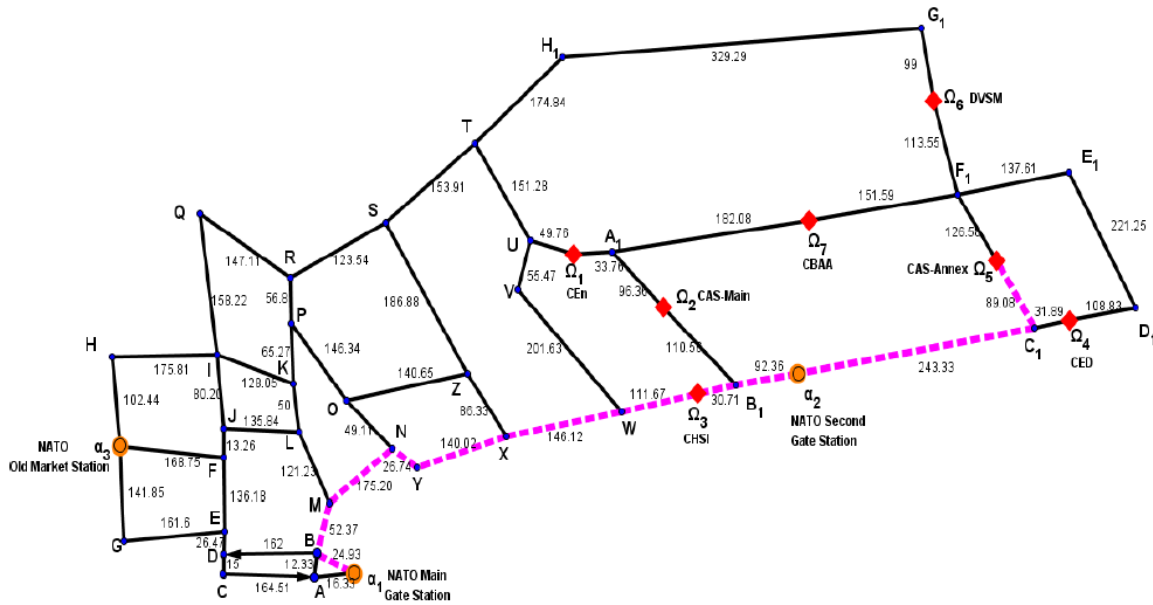 G₁
H₁
329.29
99
Ω₆ DVSM
174.84
T
113.55
E₁
137.61
F₁
153.91
151.28
151.59
Q
S
182.08
221.25
U
49.76
A₁
126.56
147.11
R
123.54
Ω₇
CBAA
33.76
Ω₁
CEn
CAS-Annex Ω₅
55.47
56.8
V
96.36
Ω₂ CAS-Main
158.22
186.88
89.08
P
31.89
108.83
C₁
Ω₄
CED
D₁
H
65.27
146.34
201.63
110.56
175.81
I
K
128.05
140.65
Z
92.36
243.33
80.20
50
O
111.67
B₁
α₂
102.44
30.71
NATO Second
Gate Station
J
135.84
L
49.11
86.33
W
Ω₃
CHSI
NATO
Old Market Station
α₃
13.26
N
146.12
168.75
F
121.23
140.02
X
26.74
Y
141.85
136.18
175.20
M
161.6
E
G
26.47
52.37
D
162
B
24.93
15
12.33
C
164.51
A
16.33
α₁
NATO Main
Gate Station